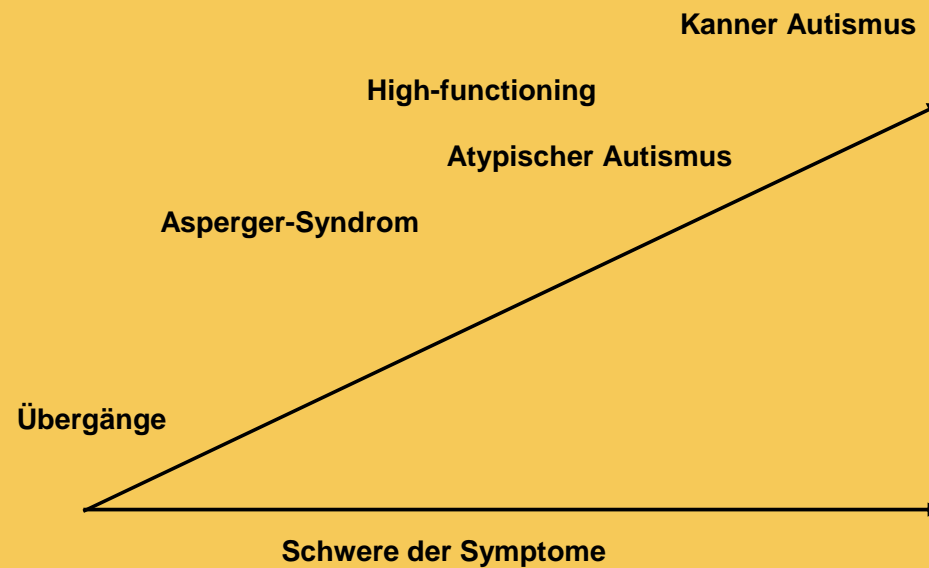 Kanner Autismus
High-functioning
Atypischer Autismus
Asperger-Syndrom
Übergänge
Schwere der Symptome